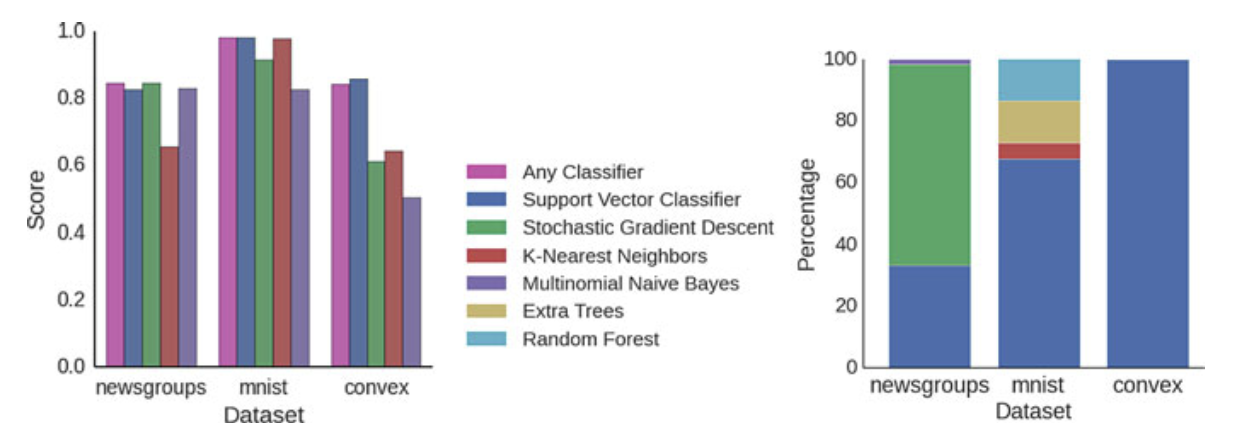 1.0
0.8
0.6
0.4
0.2
0.0
Score
newsgroups mnist convex
Dataset
Any Classifier
Support Vector Classifier
Stochastic Gradient Descent
K-Nearest Neighbors
Multinomial Naive Bayes
Extra Trees
Random Forest
100
80
60
40
20
0
Percentage
newsgroups mnist convex
Dataset